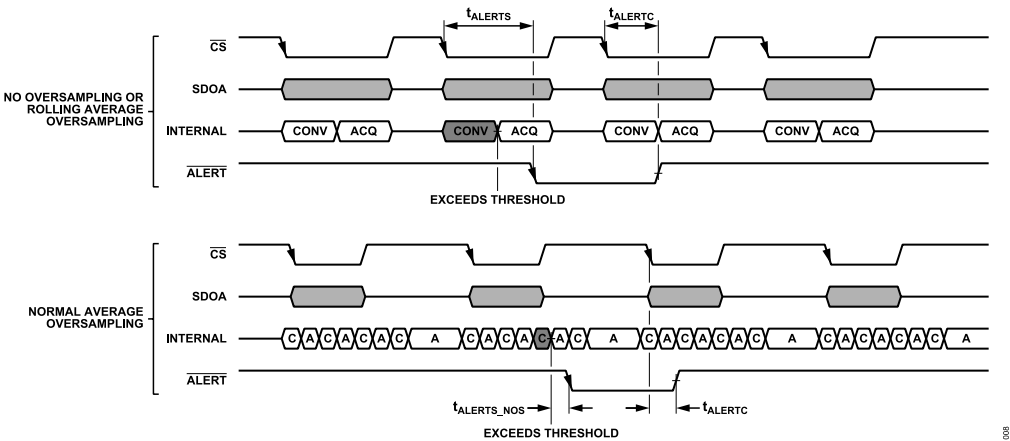 tALERTS
tALERTC
CS
SDOA
NO OVERSAMPLING OR
ROLLING AVERAGE
OVERSAMPLING
INTERNAL
CONV ACQ CONV ACQ CONV ACQ CONV ACQ
ALERT
EXCEEDS THRESHOLD
CS
SDOA
NORMAL AVERAGE
OVERSAMPLING
INTERNAL
C A C A C A C A C A C A C A C A C A C A C A C A C A C A C A C A
ALERT
tALERTS_NOS
tALERTC
EXCEEDS THRESHOLD
008